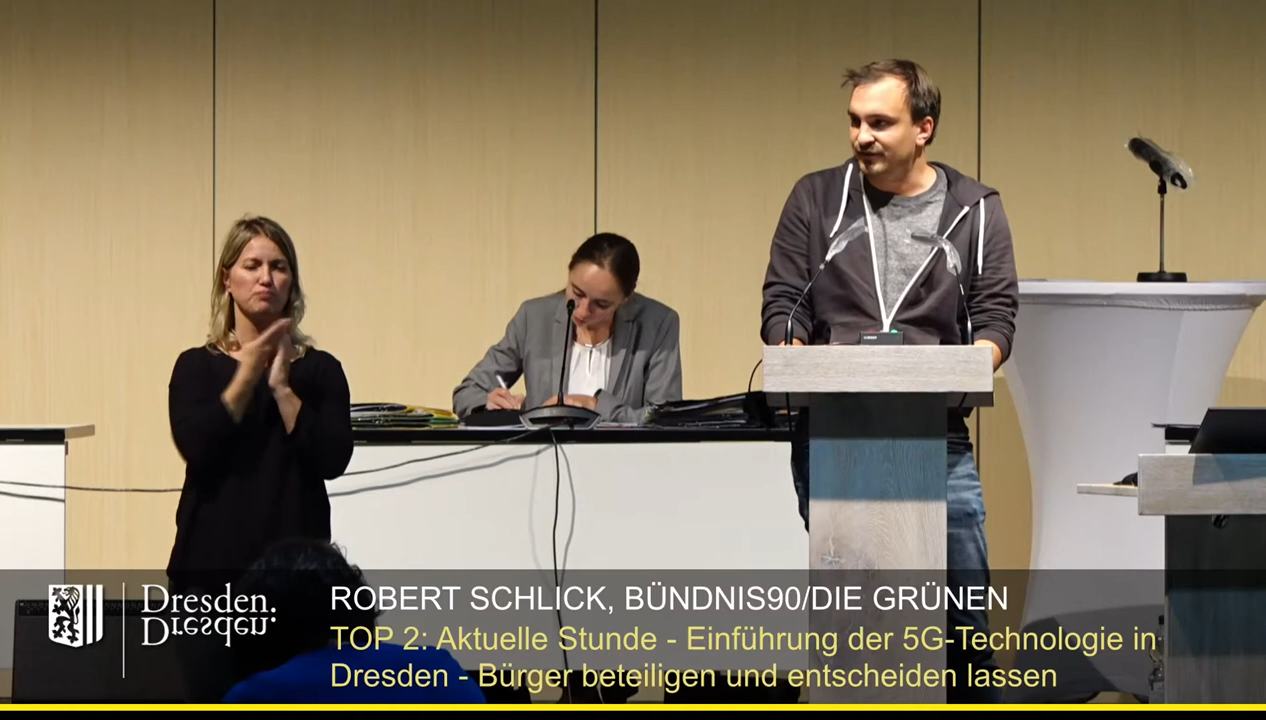 Dresden.
Dresden.
ROBERT SCHLICK, BÜNDNIS90/DIE GRÜNEN
TOP 2: Aktuelle Stunde - Einführung der 5G-Technologie in
Dresden - Bürger beteiligen und entscheiden lassen